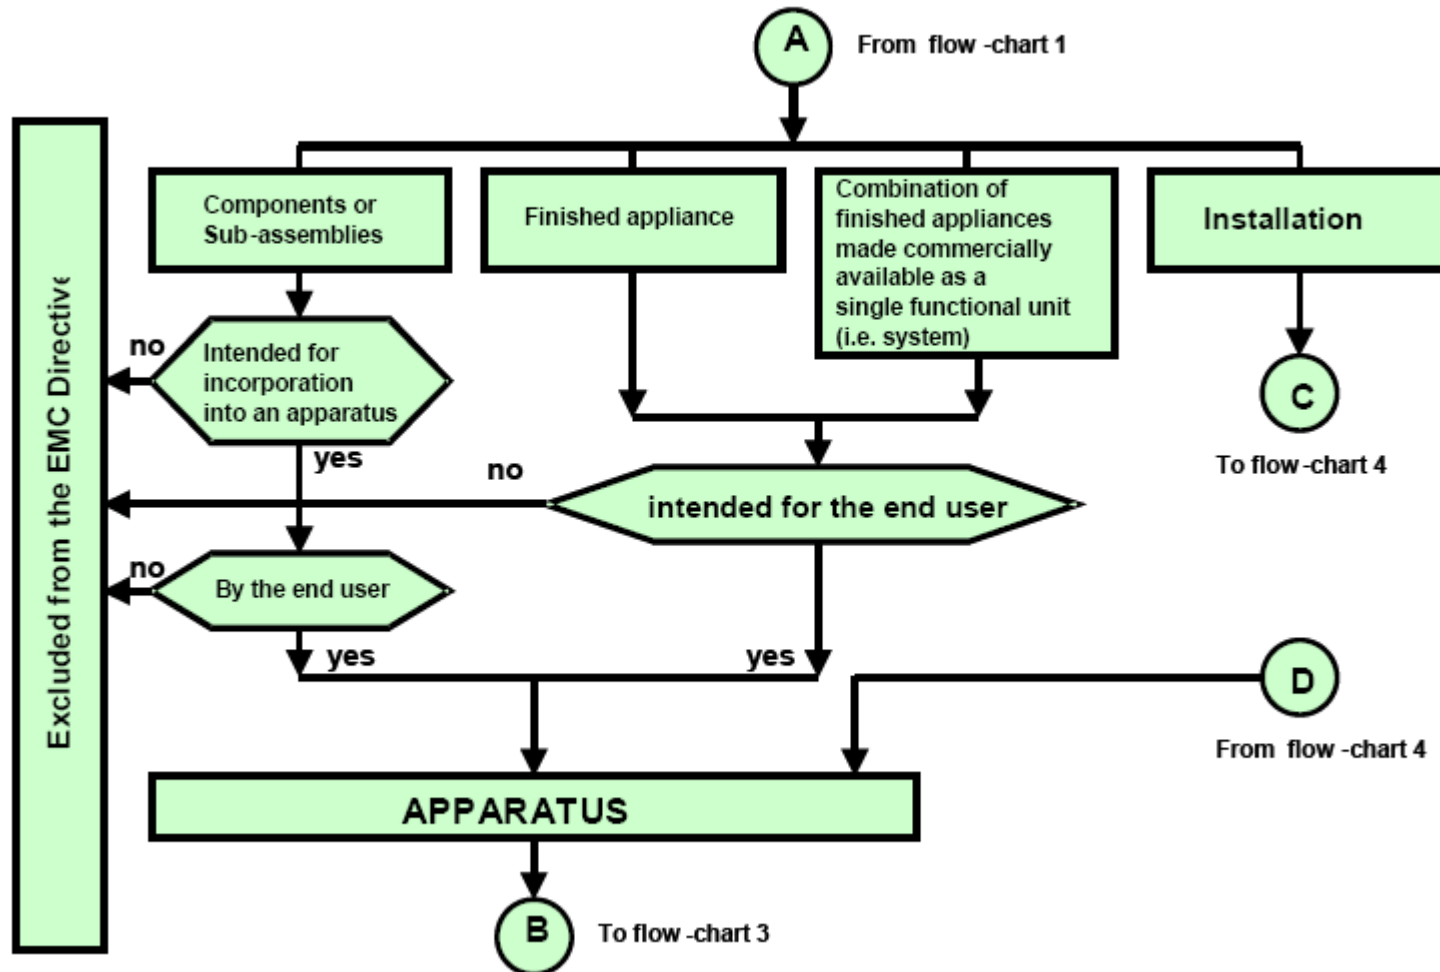 A
From flow -chart 1
Components or
Sub-assemblies
Finished appliance
Combination of
finished appliances
made commercially
available as a
single functional unit
(i.e. system)
Installation
Excluded from the EMC Directive
no
Intended for
incorporation
into an apparatus
yes
no
intended for the end user
C
To flow -chart 4
no
By the end user
yes
yes
D
From flow -chart 4
APPARATUS
B
To flow -chart 3